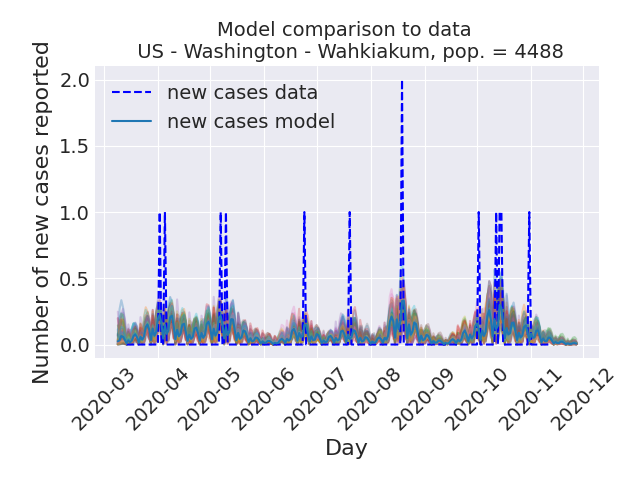 Model comparison to data
US - Washington - Wahkiakum, pop. = 4488
Number of new cases reported
2.0
1.5
1.0
0.5
0.0
new cases data
new cases model
2020-03
2020-04
2020-05
2020-06
2020-07
2020-08
2020-09
2020-10
2020-11
2020-12
Day